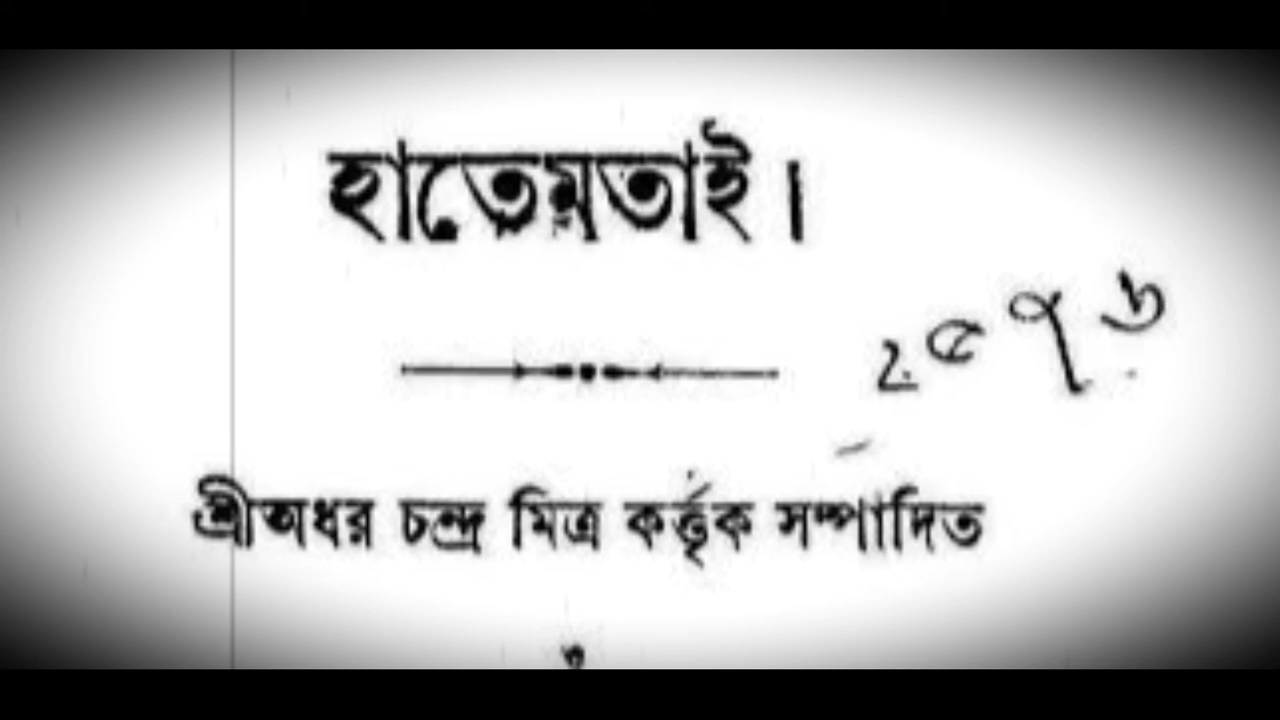 হাতেমতাই।
শ্রীঅধর চন্দ্র মিত্র কর্ত্তৃক সম্পাদিত
ও